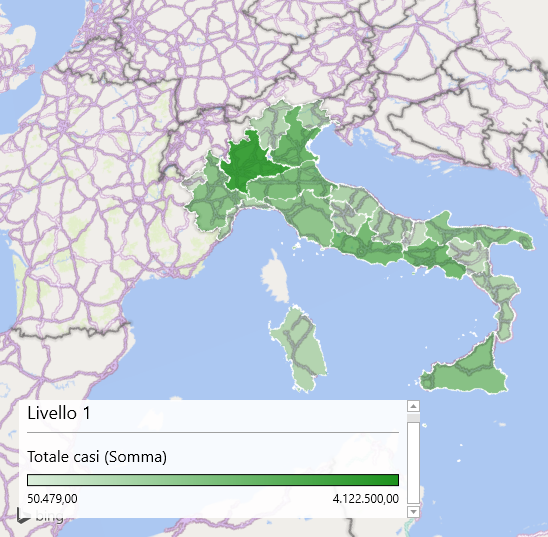 Livello 1
Totale casi (Somma)
50.479,00 4.122.500,00
bing